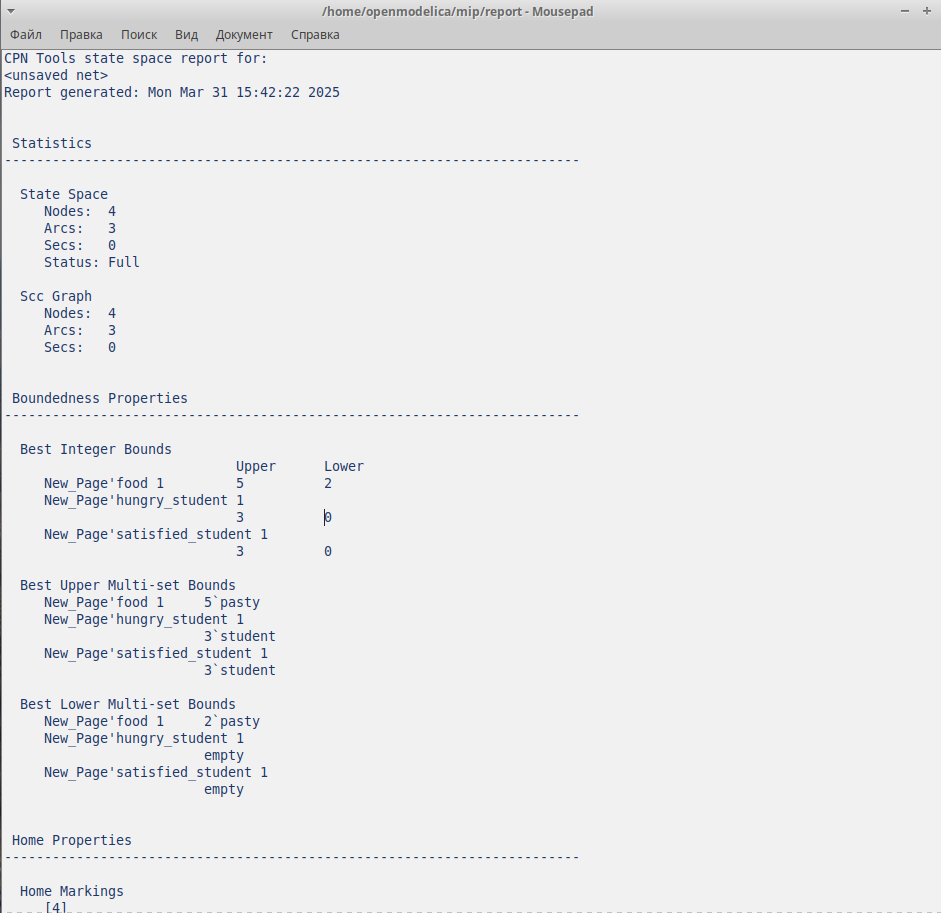 /home/openmodelica/mip/report - Mousepad
Файл Правка Поиск Вид Документ Справка
CPN Tools state space report for:
<unsaved net>
Report generated: Mon Mar 31 15:42:22 2025
Statistics
------------------------------------------------------------------------
State Space
Nodes: 4
Arcs: 3
Secs: 0
Status: Full
Scc Graph
Nodes: 4
Arcs: 3
Secs: 0
Boundedness Properties
------------------------------------------------------------------------
Best Integer Bounds
Upper Lower
New_Page'food 1 5 2
New_Page'hungry_student 1
3 0
New_Page'satisfied_student 1
3 0
Best Upper Multi-set Bounds
New_Page'food 1 5`pasty
New_Page'hungry_student 1
3`student
New_Page'satisfied_student 1
3`student
Best Lower Multi-set Bounds
New_Page'food 1 2`pasty
New_Page'hungry_student 1
empty
New_Page'satisfied_student 1
empty
Home Properties
------------------------------------------------------------------------
Home Markings
[4]